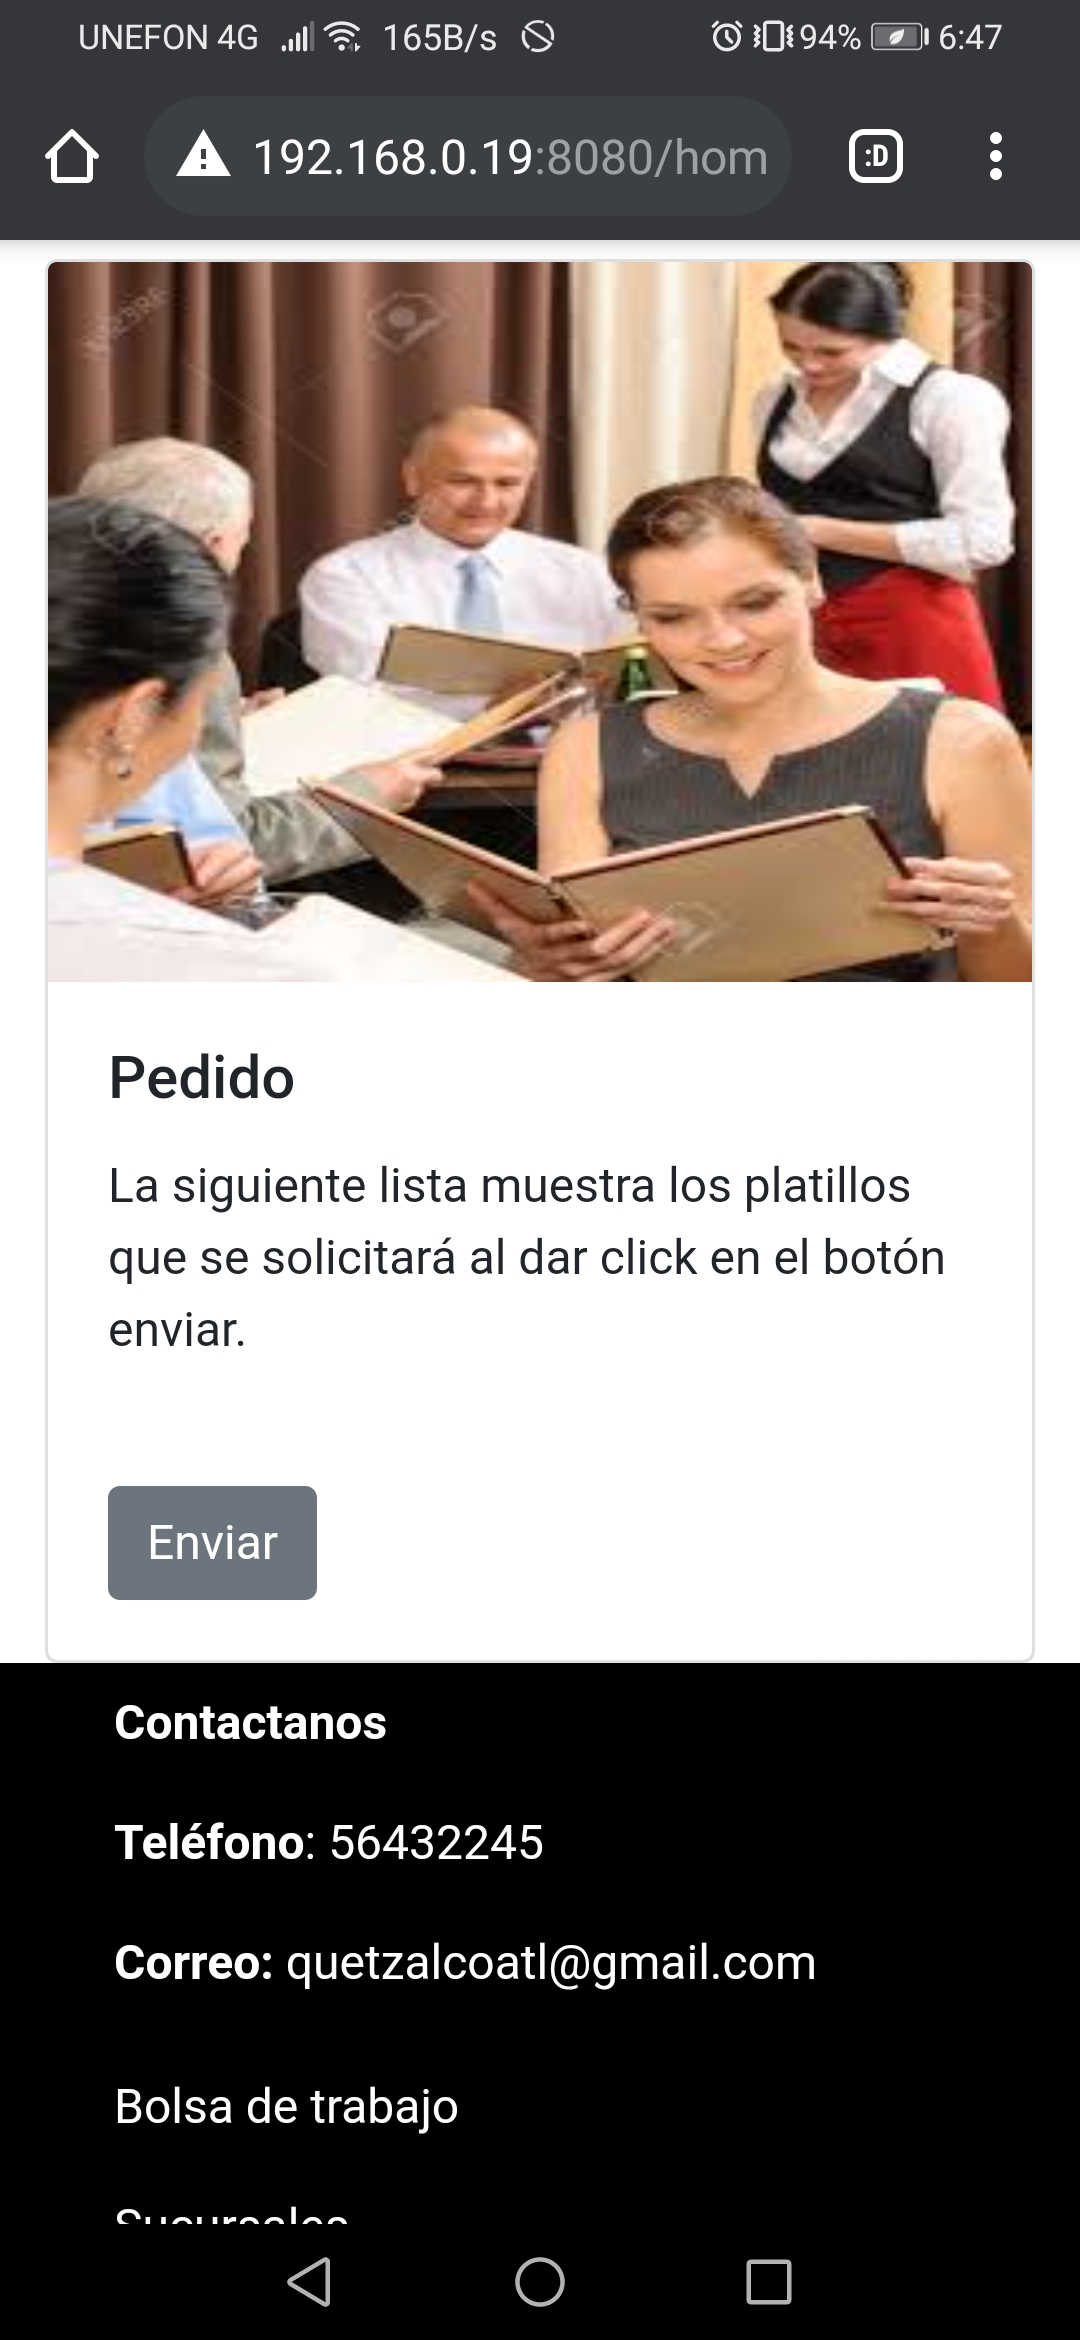 UNEFON 4G 165B/s 94% 6:47
192.168.0.19:8080/hom :D
Pedido
La siguiente lista muestra los platillos
que se solicitará al dar click en el botón
enviar.
Enviar
Contactanos
Teléfono: 56432245
Correo: quetzalcoatl@gmail.com
Bolsa de trabajo
Sucursales